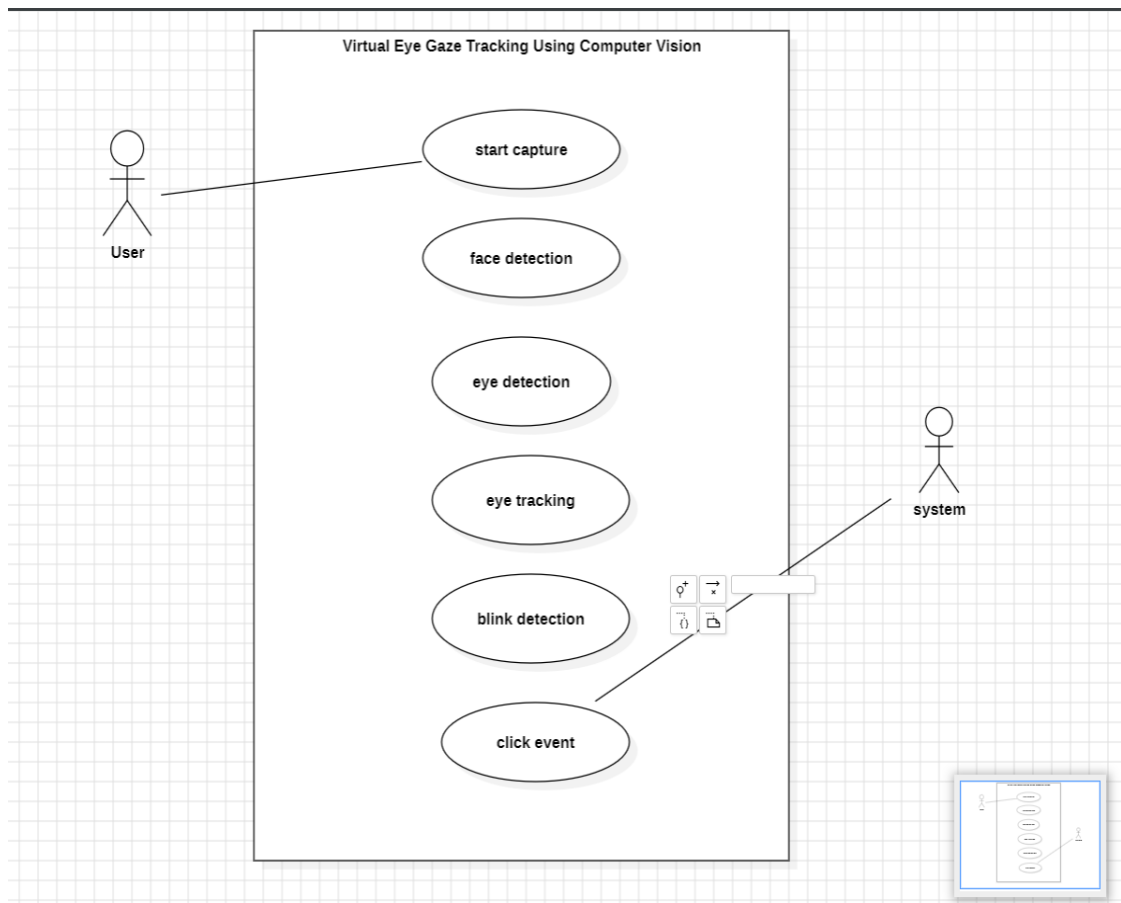 Virtual Eye Gaze Tracking Using Computer Vision
start capture
User
face detection
eye detection
eye tracking
system
blink detection
click event